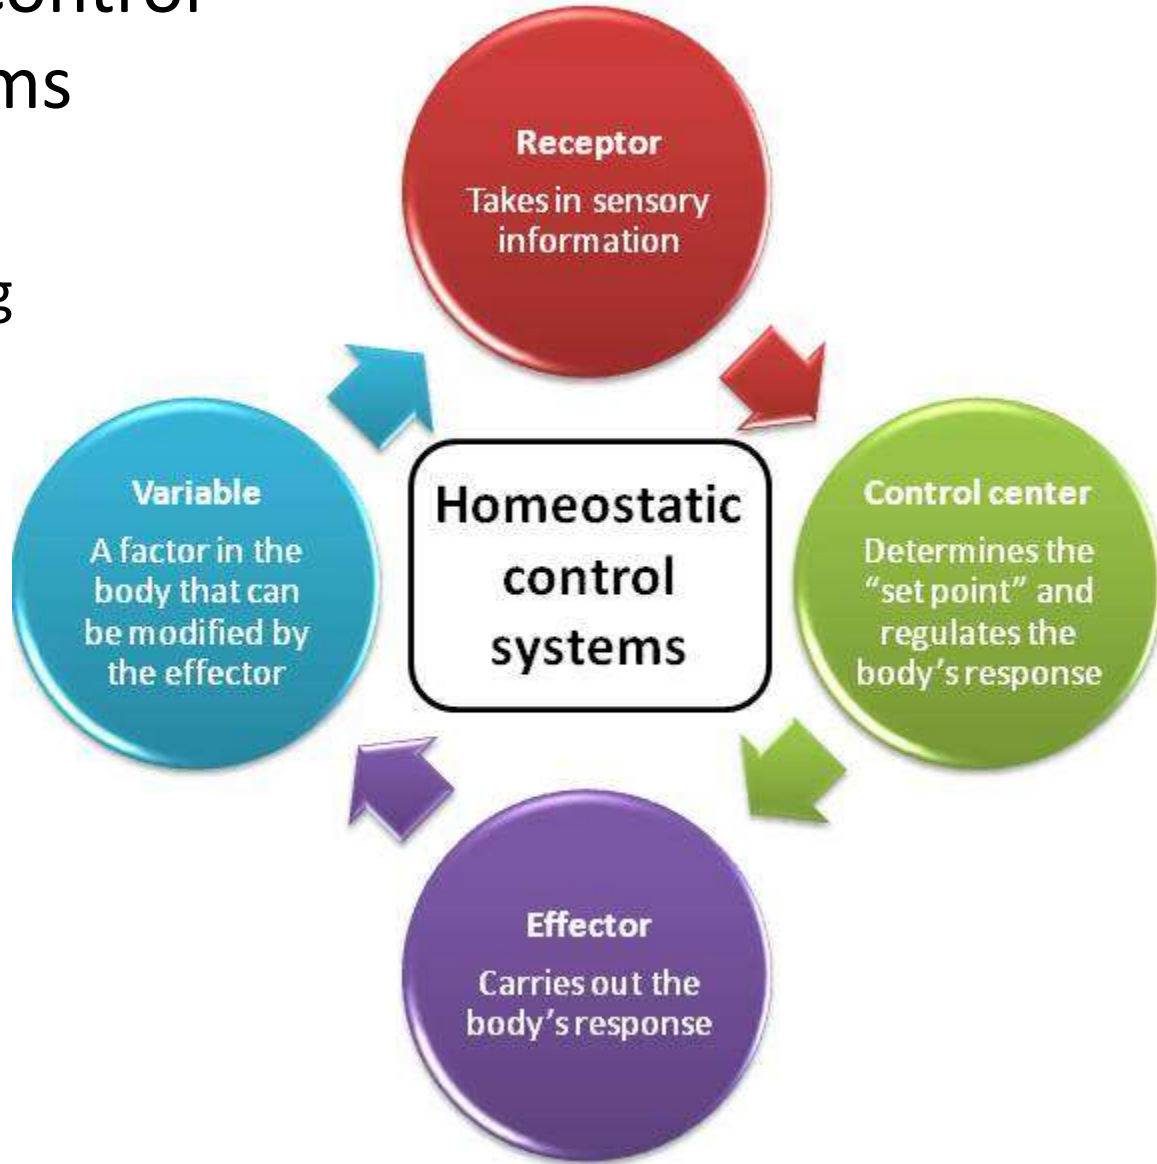 Receptor
Takes in sensory
information
Variable
A factor in the
body that can
be modified by
the effector
Homeostatic
control
systems
Control center
Determines the
“set point” and
regulates the
body’s response
Effector
Carries out the
body’s response